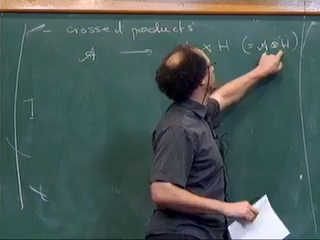 - crossed products
A → ⋊ H (= A ⊗ H)